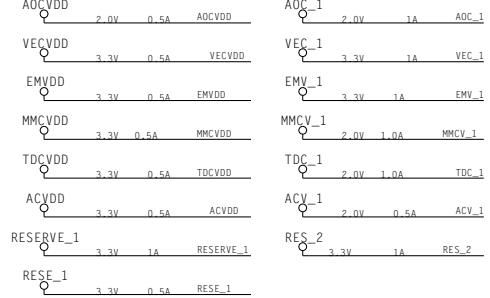 AOCVDD
2.0V 0.5A AOCVDD
VECVDD
3.3V 0.5A VECVDD
EMVDD
3.3V 0.5A EMVDD
MMCVDD
3.3V 0.5A MMCVDD
TDCVDD
3.3V 0.5A TDCVDD
ACVDD
3.3V 0.5A ACVDD
RESERVE_1
3.3V 1A RESERVE_1
RESE_1
3.3V 0.5A RESE_1
AOC_1
2.0V 1A AOC_1
VEC_1
3.3V 1A VEC_1
EMV_1
3.3V 1A EMV_1
MMCV_1
2.0V 1.0A MMCV_1
TDC_1
2.0V 1.0A TDC_1
ACV_1
2.0V 0.5A ACV_1
RES_2
3.3V 1A RES_2